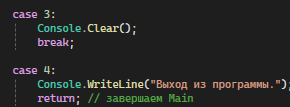 case 3:
Console.Clear();
break;
case 4:
Console.WriteLine("Выход из программы.");
return; // завершаем Main